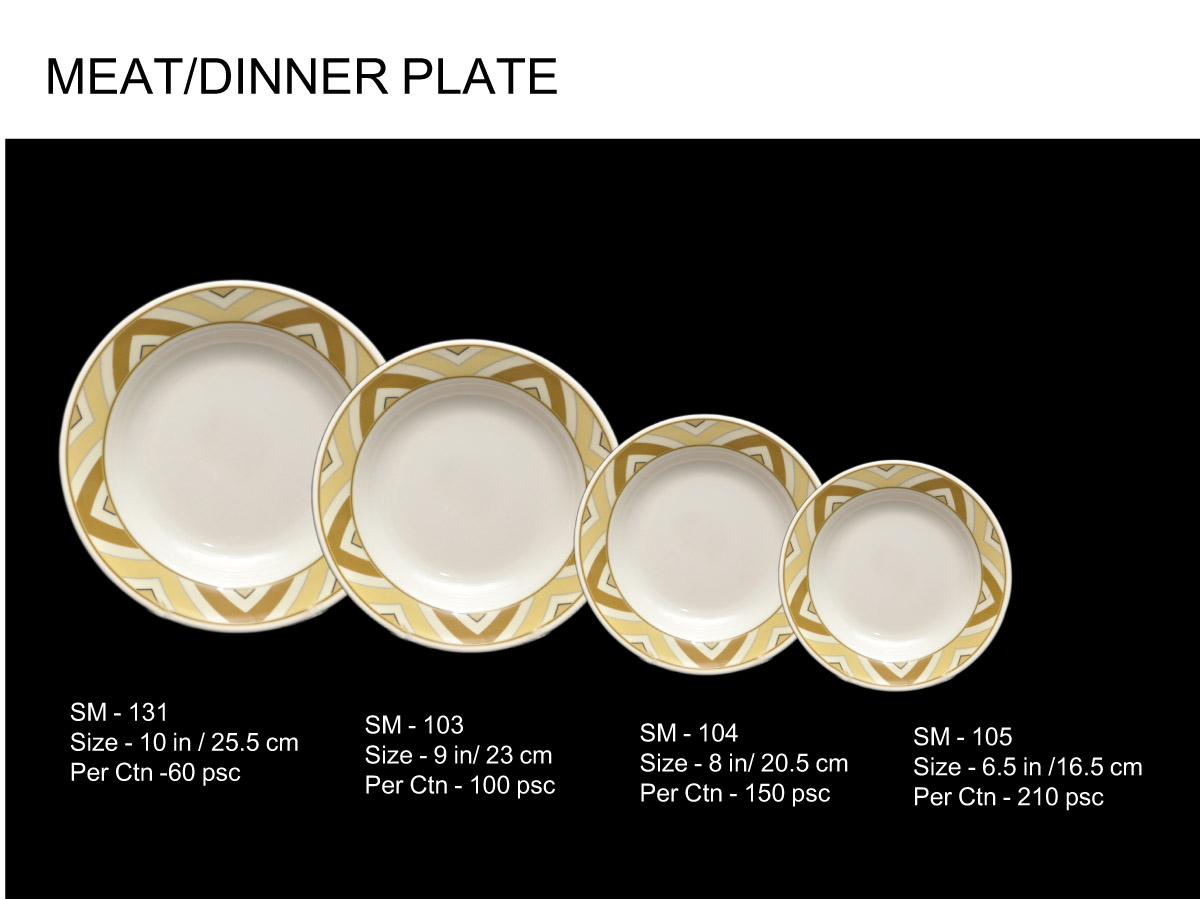 MEAT/DINNER PLATE
SM - 131
Size - 10 in / 25.5 cm
Per Ctn -60 psc
SM - 103
Size - 9 in/ 23 cm
Per Ctn - 100 psc
SM - 104
Size - 8 in/ 20.5 cm
Per Ctn - 150 psc
SM - 105
Size - 6.5 in /16.5 cm
Per Ctn - 210 psc